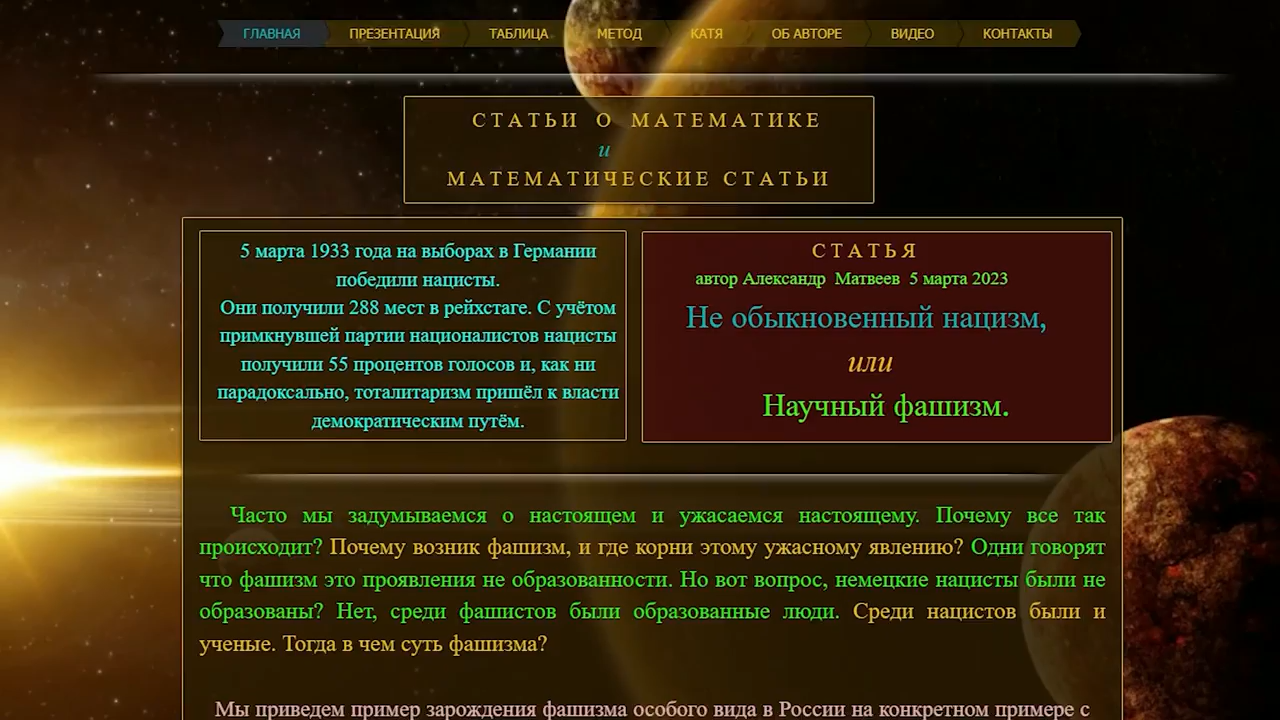 ГЛАВНАЯ ПРЕЗЕНТАЦИЯ ТАБЛИЦА МЕТОД КАТЯ ОБ АВТОРЕ ВИДЕО КОНТАКТЫ
СТАТЬИ О МАТЕМАТИКЕ
и
МАТЕМАТИЧЕСКИЕ СТАТЬИ
5 марта 1933 года на выборах в Германии
победили нацисты.
Они получили 288 мест в рейхстаге. С учётом
примкнувшей партии националистов нацисты
получили 55 процентов голосов и, как ни
парадоксально, тоталитаризм пришёл к власти
демократическим путём.
СТАТЬЯ
автор Александр Матвеев 5 марта 2023
Не обыкновенный нацизм,
или
Научный фашизм.
Часто мы задумываемся о настоящем и ужасаемся настоящему. Почему все так
происходит? Почему возник фашизм, и где корни этому ужасному явлению? Одни говорят
что фашизм это проявления не образованности. Но вот вопрос, немецкие нацисты были не
образованы? Нет, среди фашистов были образованные люди. Среди нацистов были и
ученые. Тогда в чем суть фашизма?
Мы приведем пример зарождения фашизма особого вида в России на конкретном примере с